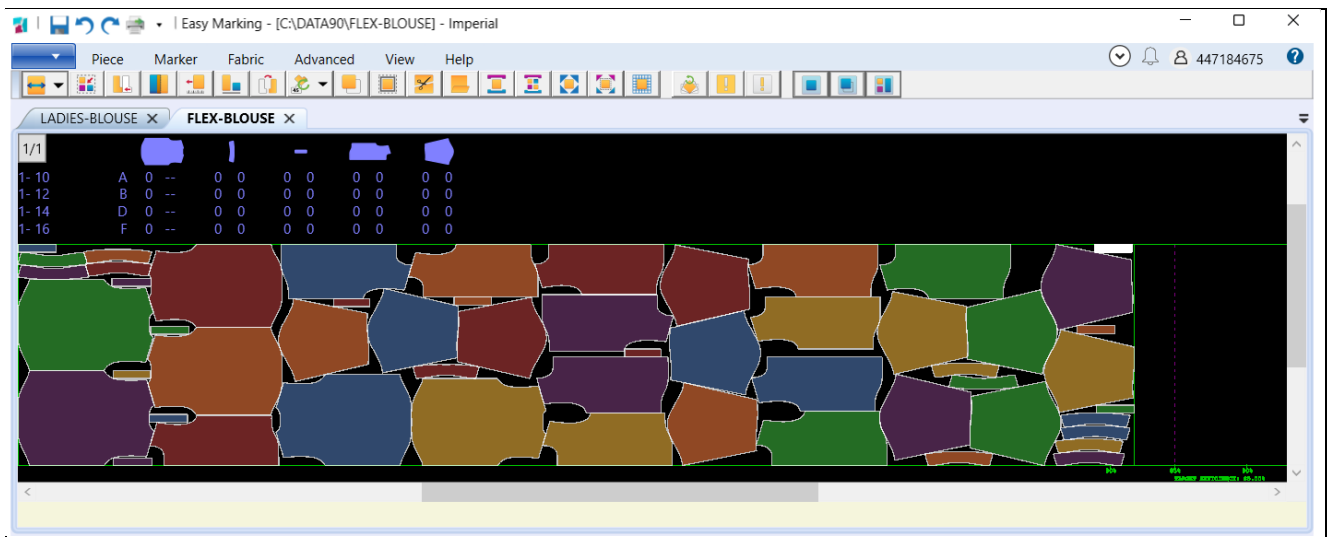 Easy Marking - [C:\DATA90\FLEX-BLOUSE] - Imperial
Piece Marker Fabric Advanced View Help 447184675 ?
LADIES-BLOUSE × FLEX-BLOUSE ×
1/1
1- 10 A 0 -- 0 0 0 0 0 0 0 0
1- 12 B 0 -- 0 0 0 0 0 0 0 0
1- 14 D 0 -- 0 0 0 0 0 0 0 0
1- 16 F 0 -- 0 0 0 0 0 0 0 0